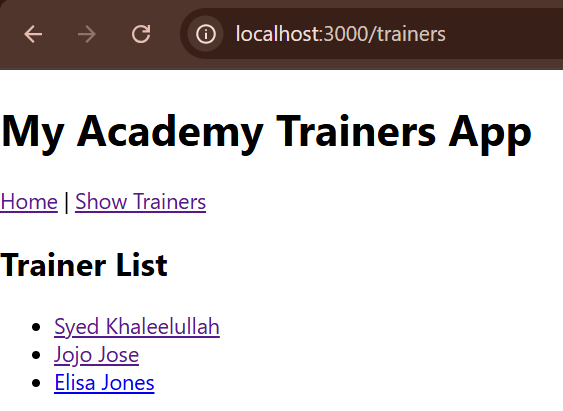 localhost:3000/trainers
My Academy Trainers App
Home | Show Trainers
Trainer List
Syed Khaleelullah
Jojo Jose
Elisa Jones